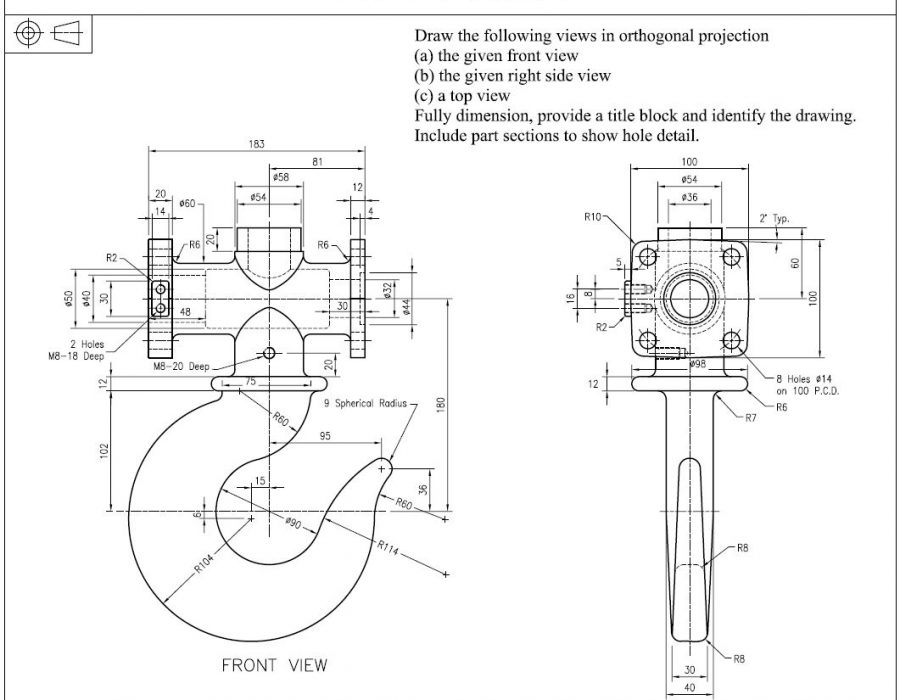 Draw the following views in orthogonal projection
(a) the given front view
(b) the given right side view
(c) a top view
Fully dimension, provide a title block and identify the drawing.
Include part sections to show hole detail.
183
81
ø58
ø54
20
14
ø60
12
4
R2
R6
20
R6
ø50
ø40
30
48
30
ø32
ø44
2 Holes
M8-18 Deep
M8-20 Deep
20
12
75
9 Spherical Radius
R60
95
180
102
15
36
6
ø90
R60
R104
R114
FRONT VIEW
100
ø54
ø36
R10
2° Typ.
5
60
16
8
100
R2
ø98
12
8 Holes ø14
on 100 P.C.D.
R6
R7
R8
R8
30
40